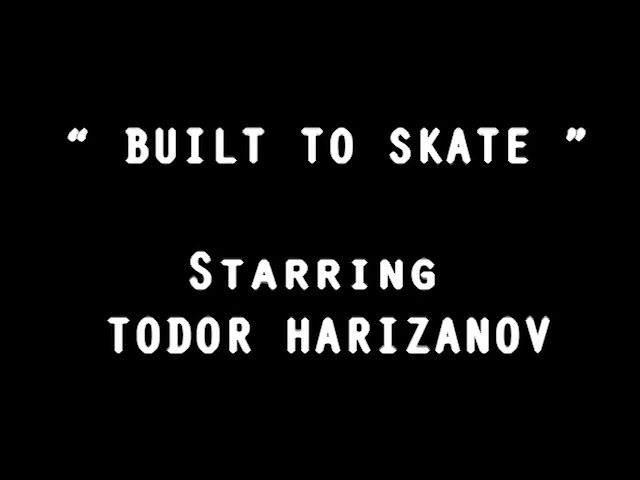 “ BUILT TO SKATE ”
STARRING
TODOR HARIZANOV